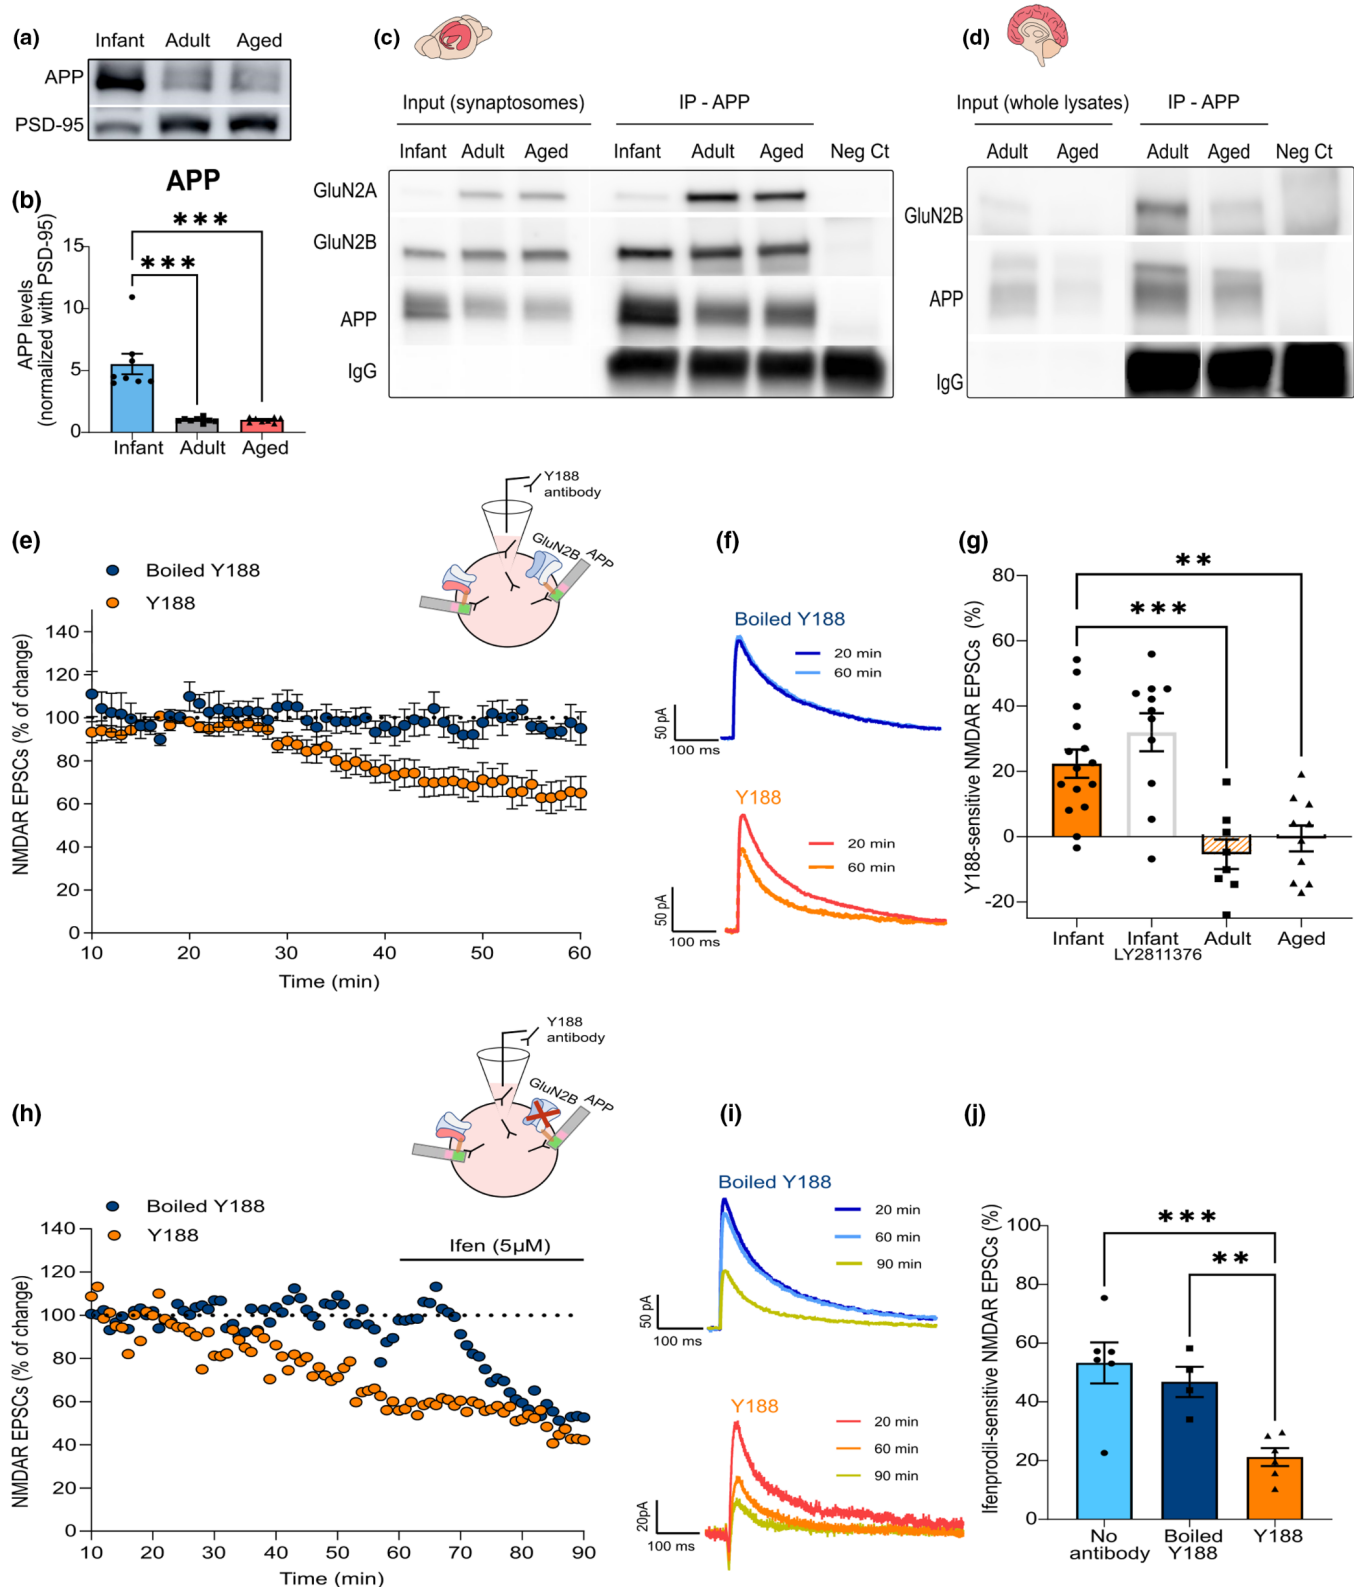 (a)
Infant Adult Aged
APP
PSD-95
(b)
APP
APP levels
(normalized with PSD-95)
15
10
5
0
***
***
Infant Adult Aged
(c)
Input (synaptosomes) IP - APP
Infant Adult Aged Infant Adult Aged Neg Ct
GluN2A
GluN2B
APP
IgG
(d)
Input (whole lysates) IP - APP
Adult Aged Adult Aged Neg Ct
GluN2B
APP
IgG
(e)
Y188
antibody
GluN2B APP
Boiled Y188
Y188
NMDAR EPSCs (% of change)
140
120
100
80
60
40
20
0
10 20 30 40 50 60
Time (min)
(f)
Boiled Y188
20 min
60 min
50 pA
100 ms
Y188
20 min
60 min
50 pA
100 ms
(g)
Y188-sensitive NMDAR EPSCs (%)
80
60
40
20
0
-20
**
***
Infant Infant Adult Aged
LY2811376
(h)
Y188
antibody
GluN2B APP
Boiled Y188
Y188
Ifen (5μM)
NMDAR EPSCs (% of change)
140
120
100
80
60
40
20
0
10 20 30 40 50 60 70 80 90
Time (min)
(i)
Boiled Y188
20 min
60 min
90 min
50 pA
100 ms
Y188
20 min
60 min
90 min
20pA
100 ms
(j)
Ifenprodil-sensitive NMDAR EPSCs (%)
100
80
60
40
20
0
***
**
No Boiled Y188
antibody Y188